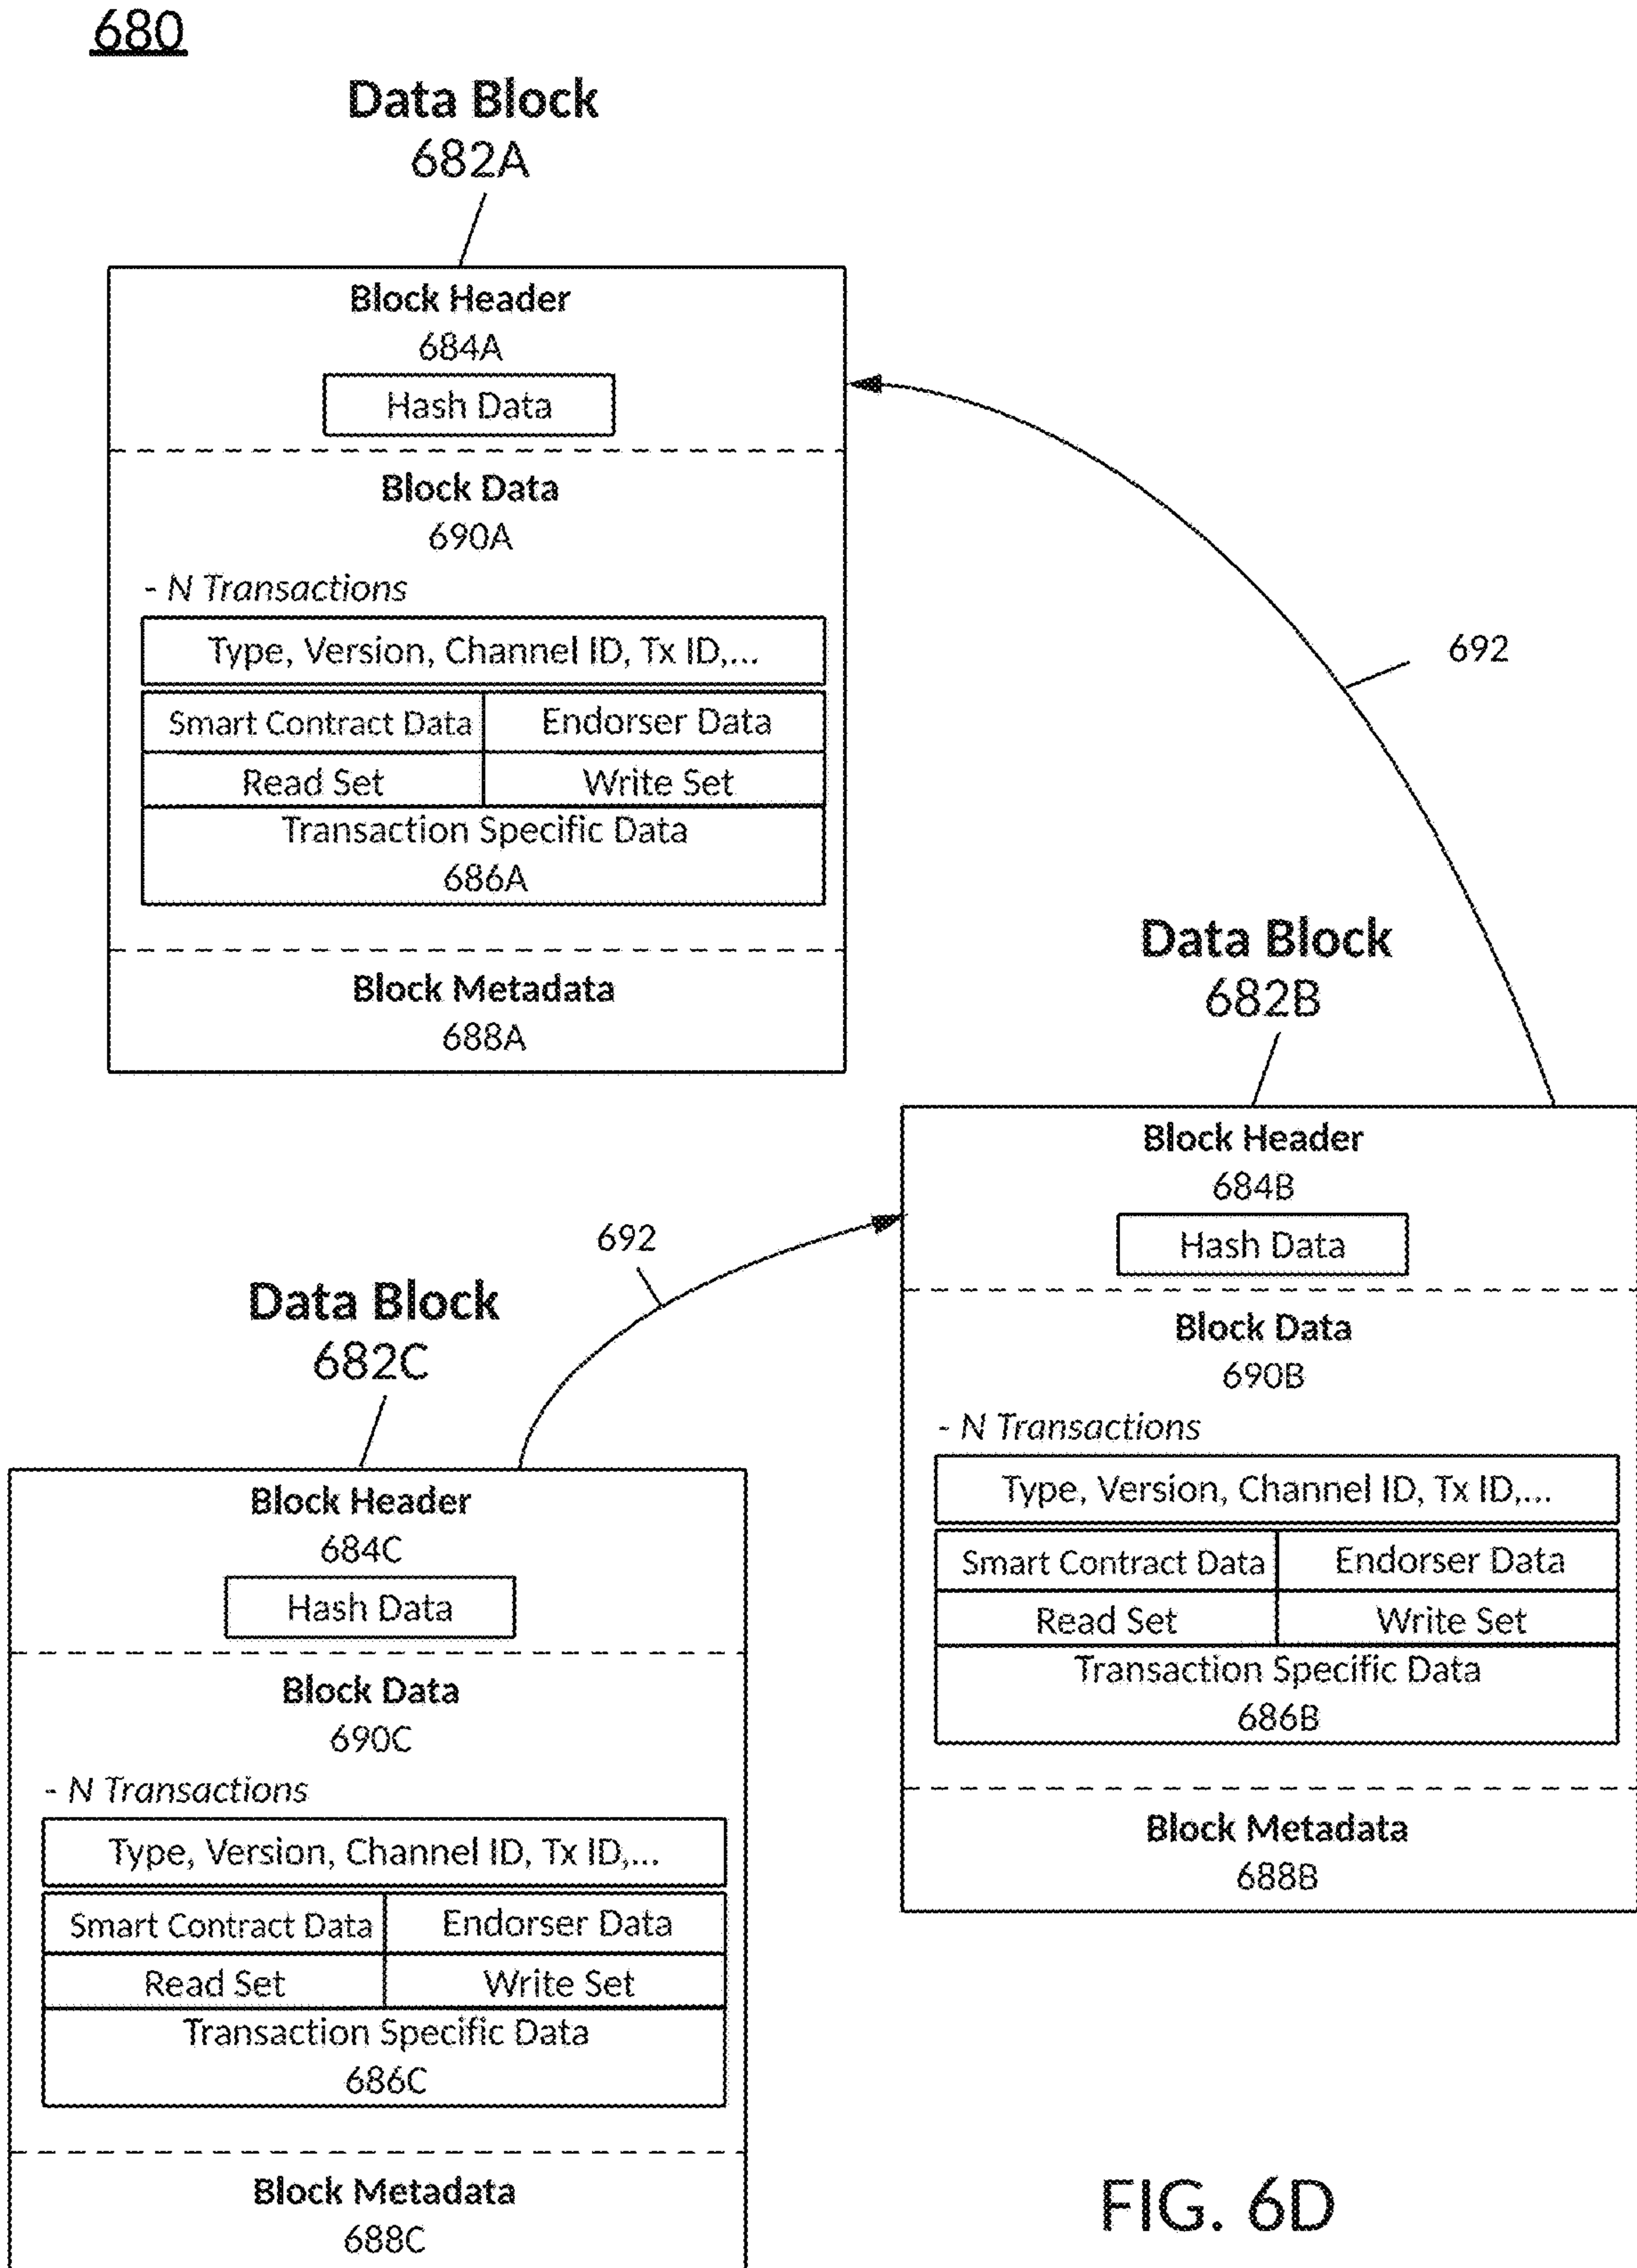 680
Data Block
682A
Block Header
684A
Hash Data
Block Data
690A
- N Transactions
Type, Version, Channel ID, Tx ID,...
Smart Contract Data Endorser Data
Read Set Write Set
Transaction Specific Data
686A
Block Metadata
688A
692
Data Block
682B
Block Header
684B
Hash Data
Block Data
690B
- N Transactions
Type, Version, Channel ID, Tx ID,...
Smart Contract Data Endorser Data
Read Set Write Set
Transaction Specific Data
686B
Block Metadata
688B
692
Data Block
682C
Block Header
684C
Hash Data
Block Data
690C
- N Transactions
Type, Version, Channel ID, Tx ID,...
Smart Contract Data Endorser Data
Read Set Write Set
Transaction Specific Data
686C
Block Metadata
688C
FIG. 6D